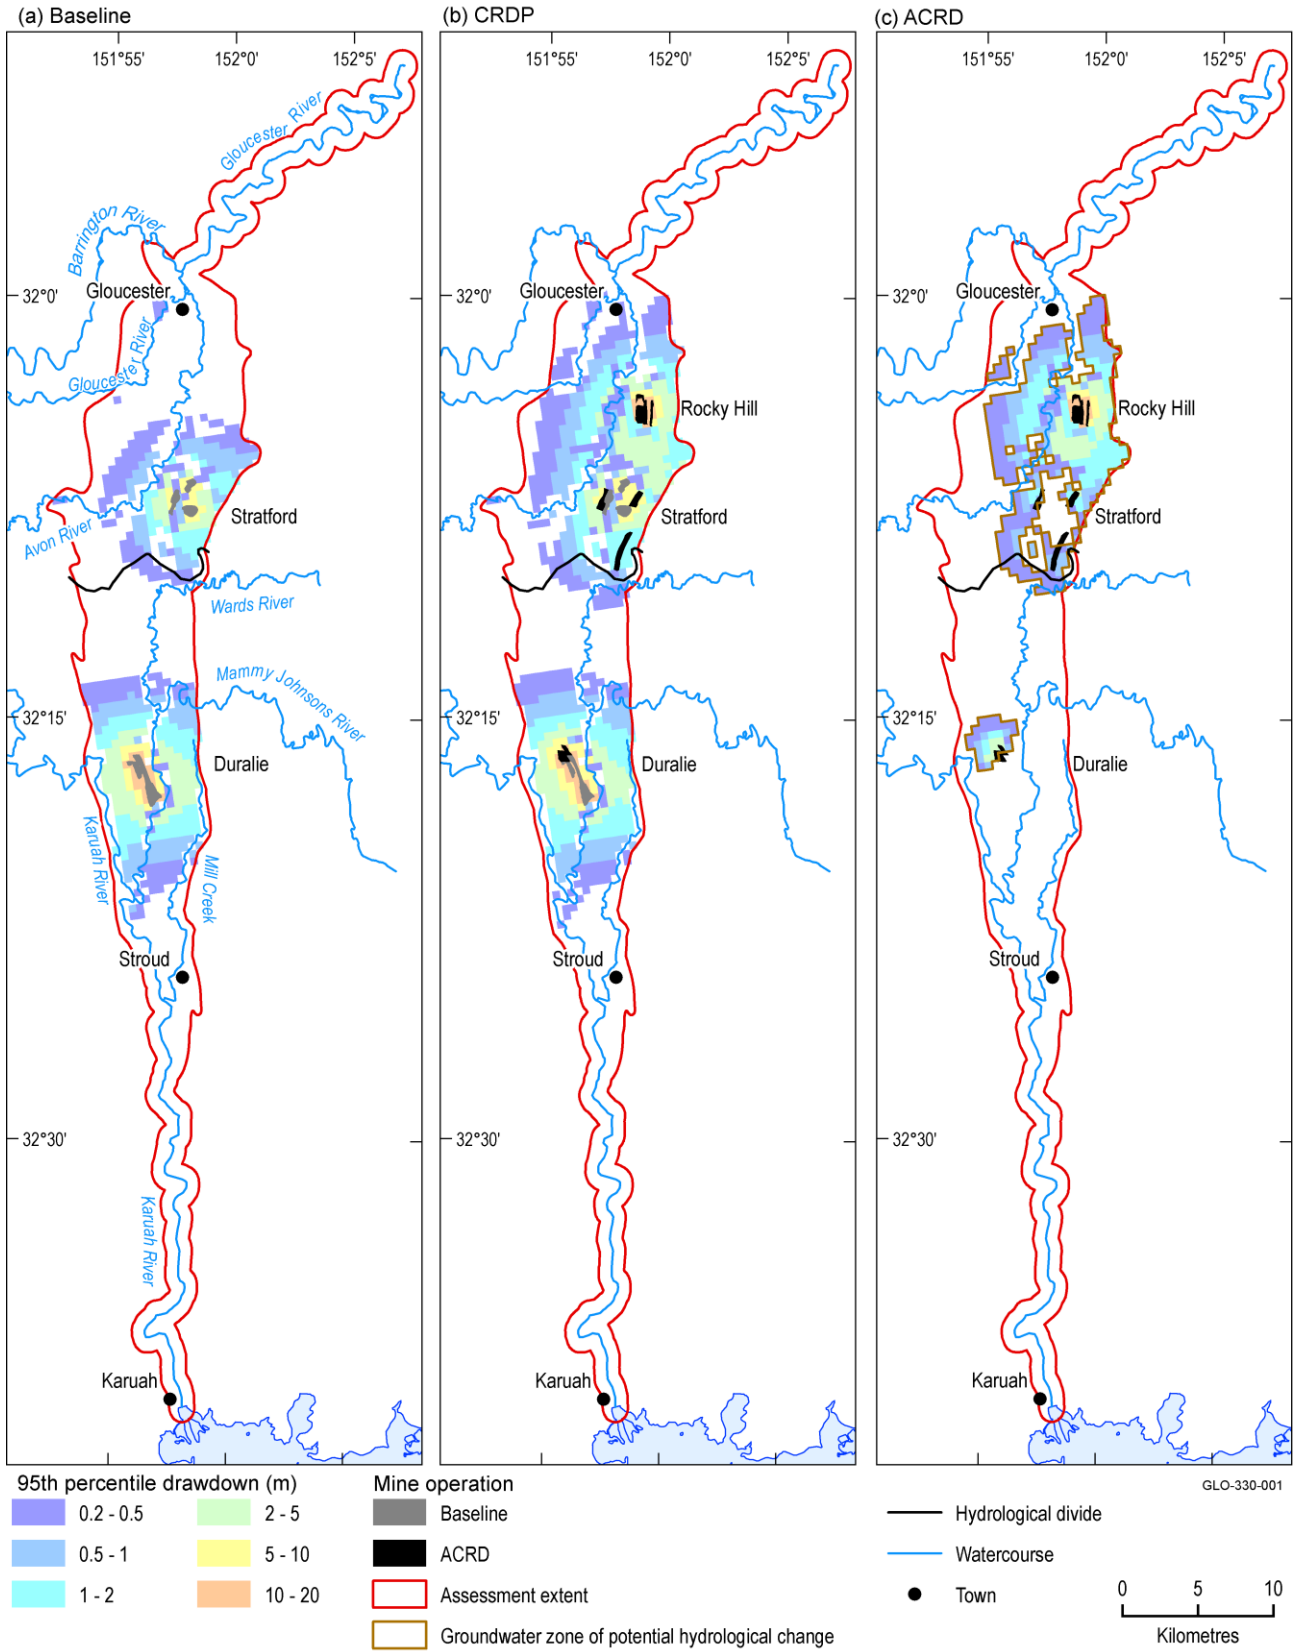 (a) Baseline
151°55'
152°0'
152°5'
Gloucester River
Barrington River
32°0'
Gloucester
Gloucester River
Avon River
Stratford
Wards River
Mammy Johnsons River
32°15'
Duralie
Karuah River
Mill Creek
Stroud
32°30'
Karuah River
Karuah
(b) CRDP
151°55'
152°0'
152°5'
32°0'
Gloucester
Rocky Hill
Stratford
32°15'
Duralie
Stroud
32°30'
Karuah
(c) ACRD
151°55'
152°0'
152°5'
32°0'
Gloucester
Rocky Hill
Stratford
32°15'
Duralie
Stroud
32°30'
Karuah
GLO-330-001
95th percentile drawdown (m)
0.2 - 0.5
0.5 - 1
1 - 2
2 - 5
5 - 10
10 - 20
Mine operation
Baseline
ACRD
Assessment extent
Groundwater zone of potential hydrological change
Hydrological divide
Watercourse
Town
0 5 10
Kilometres